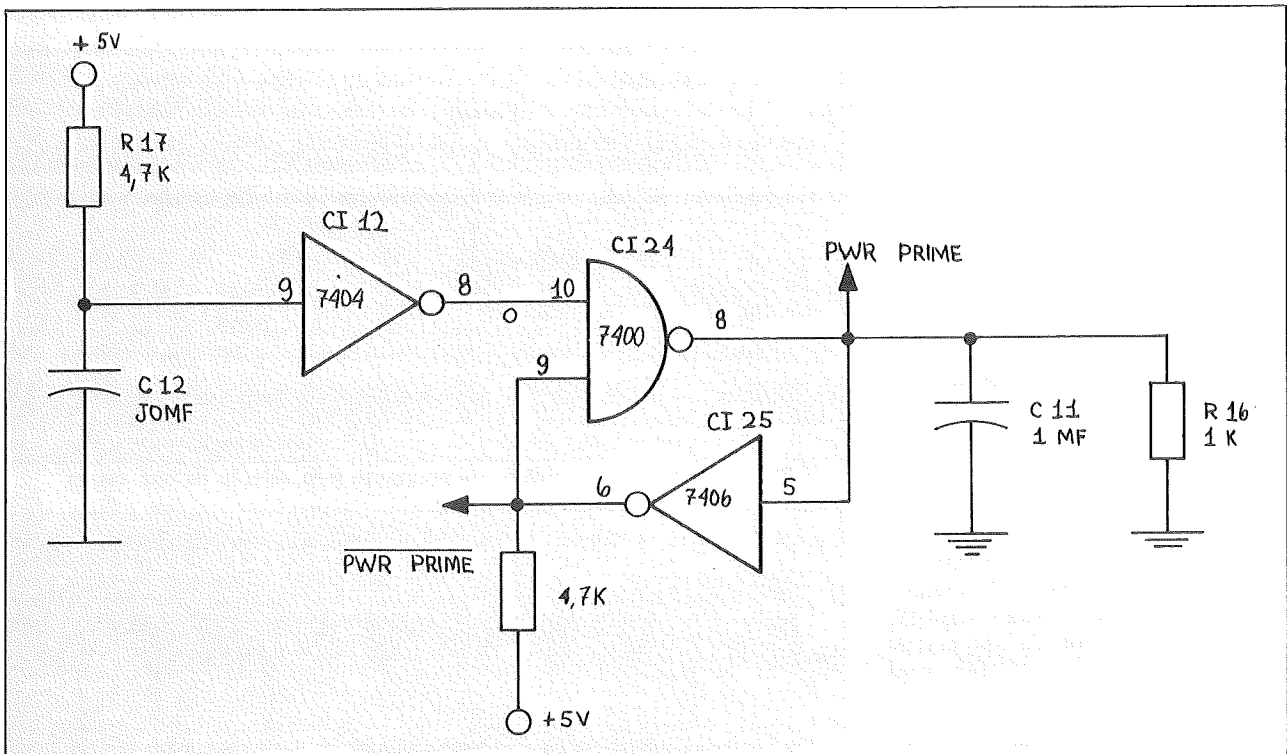 + 5V
R 17
4,7 K
CI 12
9
7404
8
O
10
CI 24
7400
9
8
PWR PRIME
C 12
JOMF
CI 25
6
7406
5
C 11
1 MF
R 16
1 K
PWR PRIME
4,7K
+5V